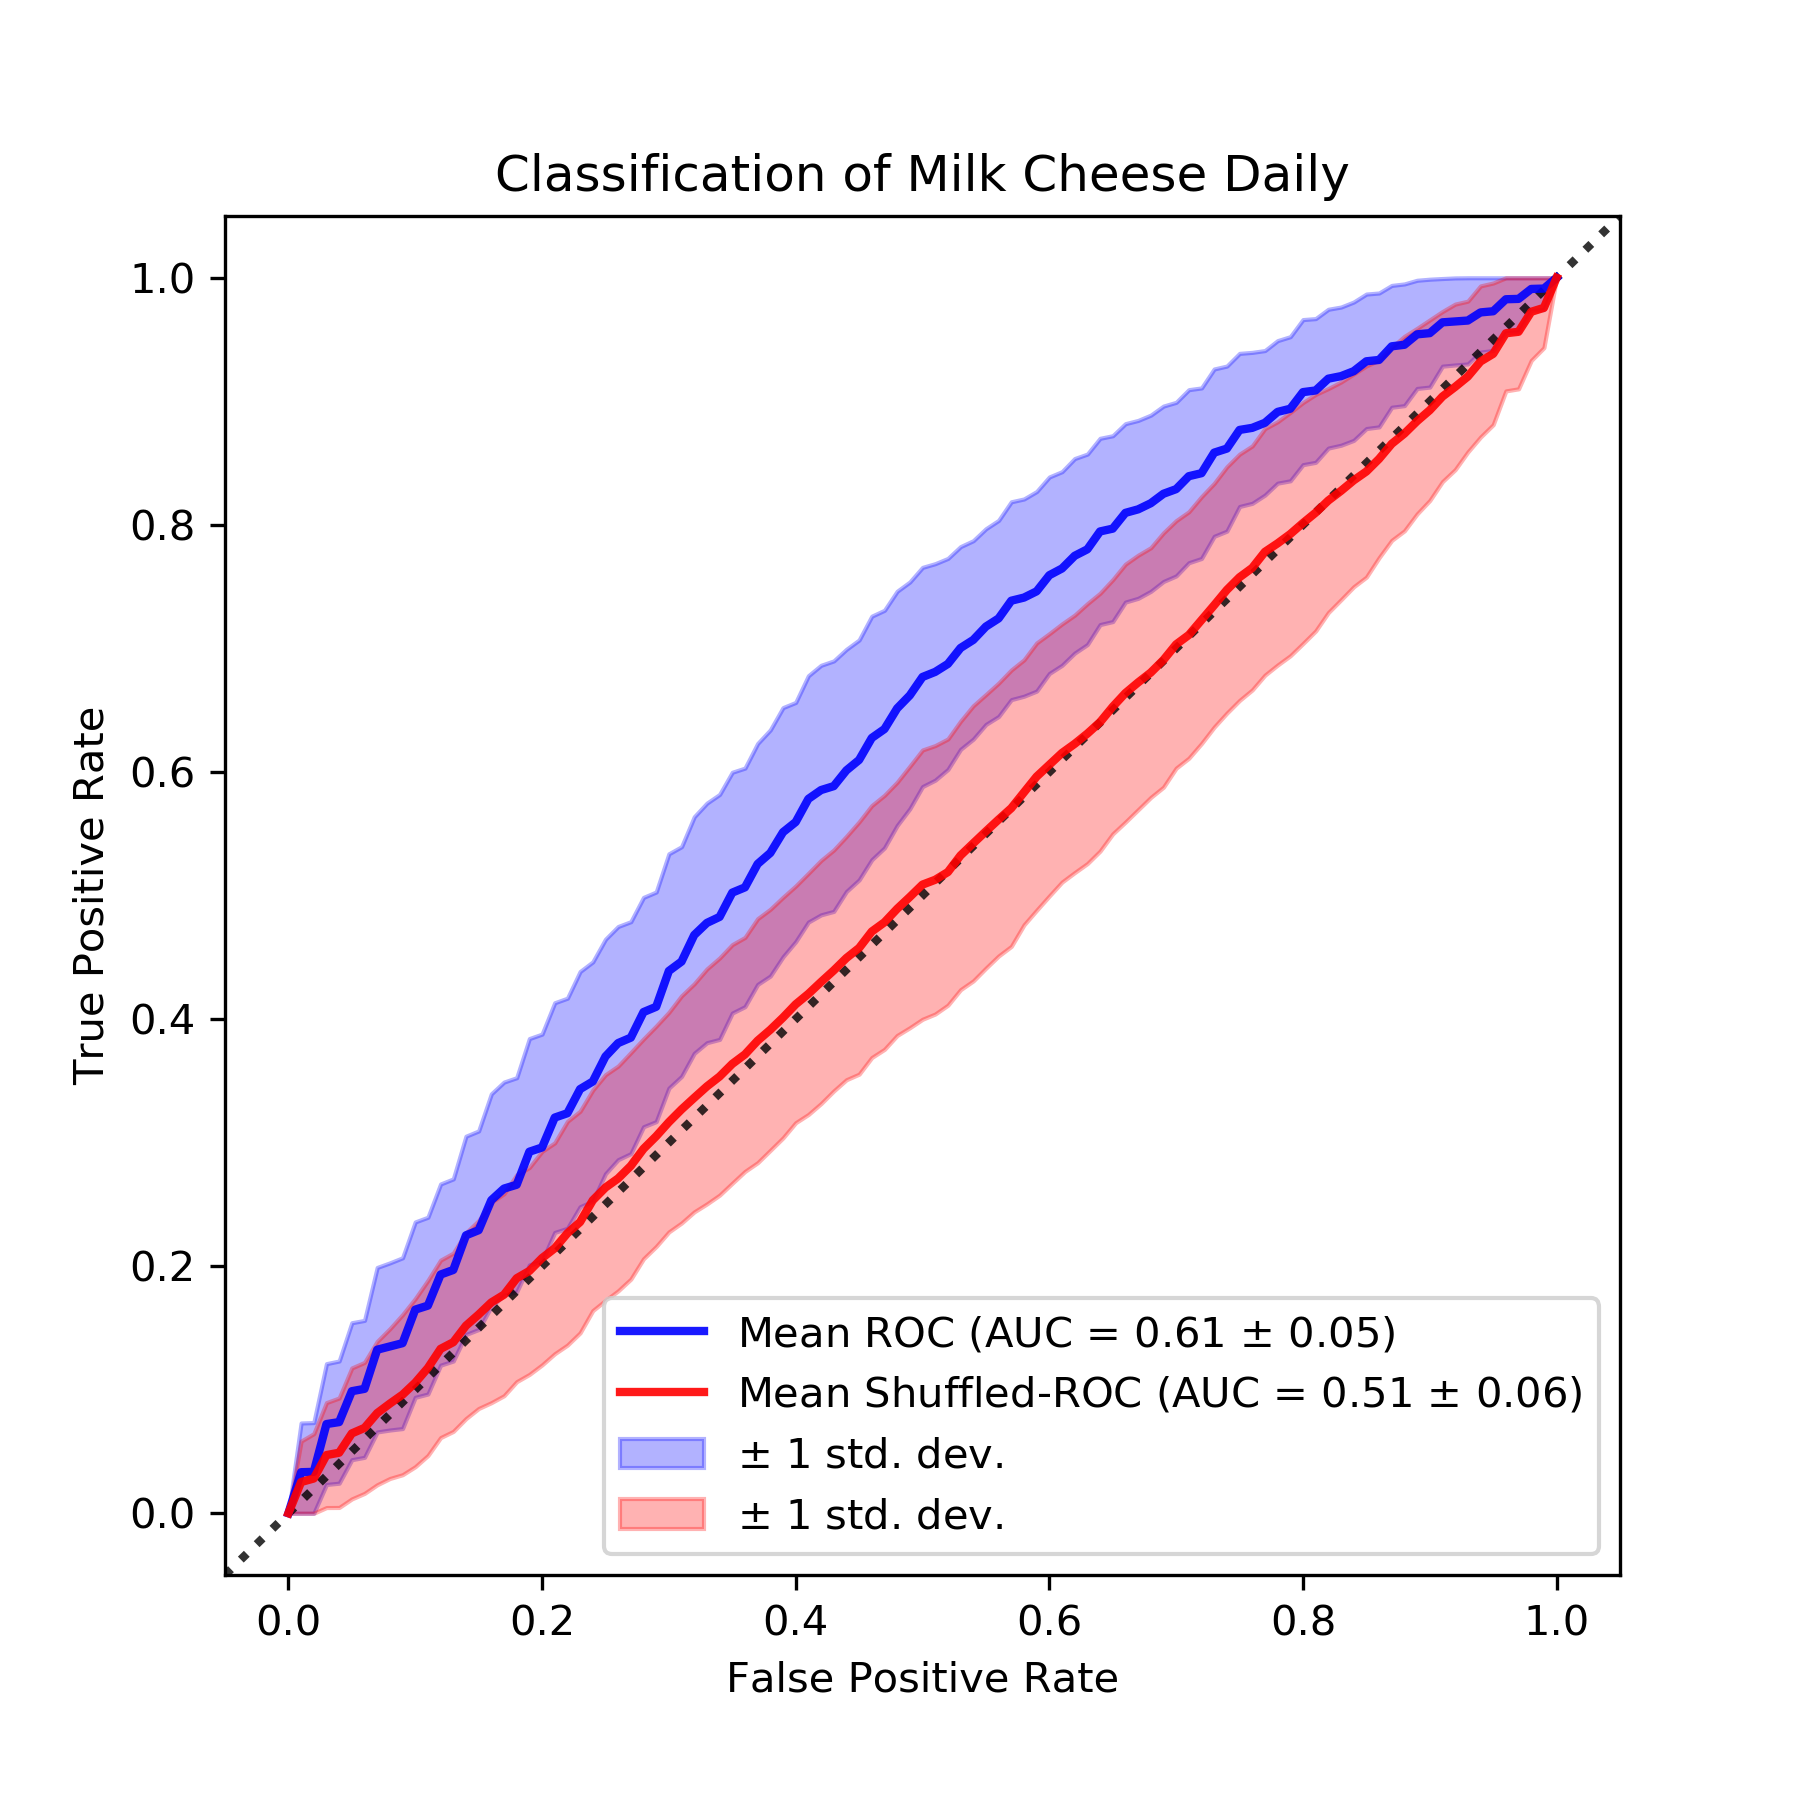 Classification of Milk Cheese Daily
True Positive Rate
1.0
0.8
0.6
0.4
0.2
0.0
Mean ROC (AUC = 0.61 ± 0.05)
Mean Shuffled-ROC (AUC = 0.51 ± 0.06)
± 1 std. dev.
± 1 std. dev.
0.0 0.2 0.4 0.6 0.8 1.0
False Positive Rate